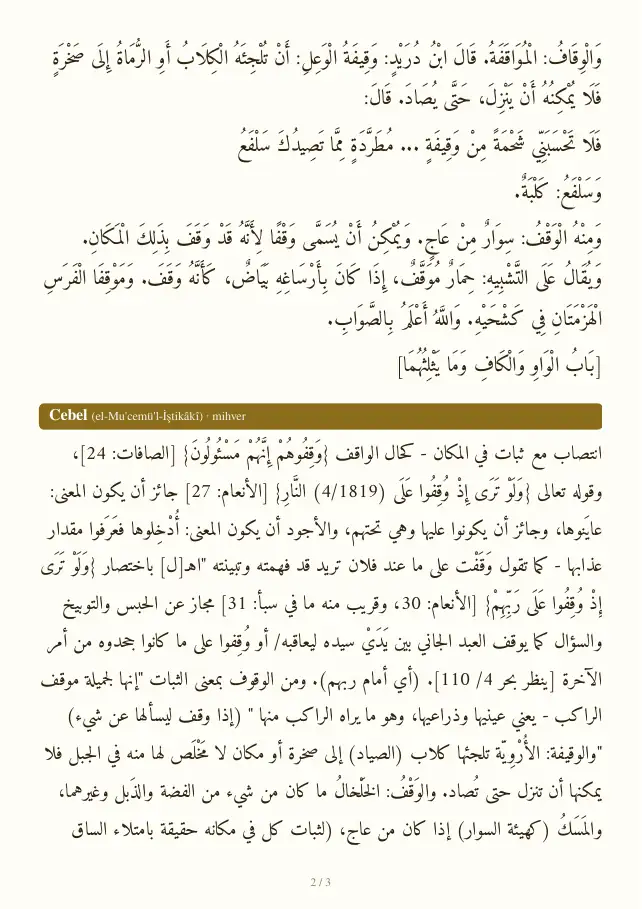 وَالْوِقَافُ: الْمُوَاقَفَةُ. قَالَ ابْنُ دُرَيْدٍ: وَقِيفَةُ الْوَعِلِ: أَنْ تُلْجِئَهُ الْكِلَابُ أَوِ الرُّمَاةُ إِلَى صَخْرَةٍ
فَلَا يُمْكِنُهُ أَنْ يَنْزِلَ، حَتَّى يُصَادَ. قَالَ:
فَلَا تَحْسَبَنِّي شَحْمَةً مِنْ وَقِيفَةٍ ... مُطَرَّدَةٍ مِمَّا تَصِيدُكَ سَلْفَعُ
وَسَلْفَعُ: كَلْبَةٌ.
وَمِنْهُ الْوَقْفُ: سِوَارٌ مِنْ عَاجٍ. وَيُمْكِنُ أَنْ يُسَمَّى وَقْفًا لِأَنَّهُ قَدْ وَقَفَ بِذَلِكَ الْمَكَانِ.
وَيُقَالُ عَلَى التَّشْبِيهِ: حِمَارٌ مُوَقَّفٌ، إِذَا كَانَ بِأَرْسَاغِهِ بَيَاضٌ، كَأَنَّهُ وَقَفَ. وَمَوْقِفَا الْفَرَسِ
الْهَزْمَتَانِ فِي كَشْحَيْهِ. وَاللَّهُ أَعْلَمُ بِالصَّوَابِ.
[بَابُ الْوَاوِ وَالْكَافِ وَمَا يَثْلِثُهُمَا]
Cebel (el-Mu'cemü'l-İştikâkî) · mihver
انتصاب مع ثبات في المكان - كحال الواقف {وَقِفُوهُمْ إِنَّهُمْ مَسْئُولُونَ} [الصافات: 24]،
وقوله تعالى {وَلَوْ تَرَى إِذْ وُقِفُوا عَلَى (4/1819) النَّارِ} [الأنعام: 27] جائز أن يكون المعنى:
عاينوها، وجائز أن يكونوا عليها وهي تحتهم، والأجود أن يكون المعنى: أُدْخِلوها فعَرَفوا مقدار
عذابها - كما تقول وَقَفْت على ما عند فلان تريد قد فهمته وتبينته "اهـ[ل] باختصار {وَلَوْ تَرَى
إِذْ وُقِفُوا عَلَى رَبِّهِمْ} [الأنعام: 30، وقريب منه ما في سبأ: 31] مجاز عن الحبس والتوبيخ
والسؤال كما يوقف العبد الجاني بين يَدَيْ سيده ليعاقبه/ أو وُقِفوا على ما كانوا جحدوه من أمر
الآخرة [ينظر بحر 4/ 110]. (أي أمام ربهم). ومن الوقوف بمعنى الثبات "إنها لجميلة موقف
الراكب - يعني عينيها وذراعيها، وهو ما يراه الراكب منها " (إذا وقف ليسألها عن شيء)
"والوقيفة: الأُرْوِيّة تلجئها كلاب (الصياد) إلى صخرة أو مكان لا مَخْلَص لها منه في الجبل فلا
يمكنها أن تنزل حتى تُصاد. والوَقْفُ: الخَلْخالُ ما كان من شيء من الفضة والذَبل وغيرهما،
والمَسَكُ (كهيئة السوار) إذا كان من عاج، (لثبات كل في مكانه حقيقة بامتلاء الساق
2 / 3